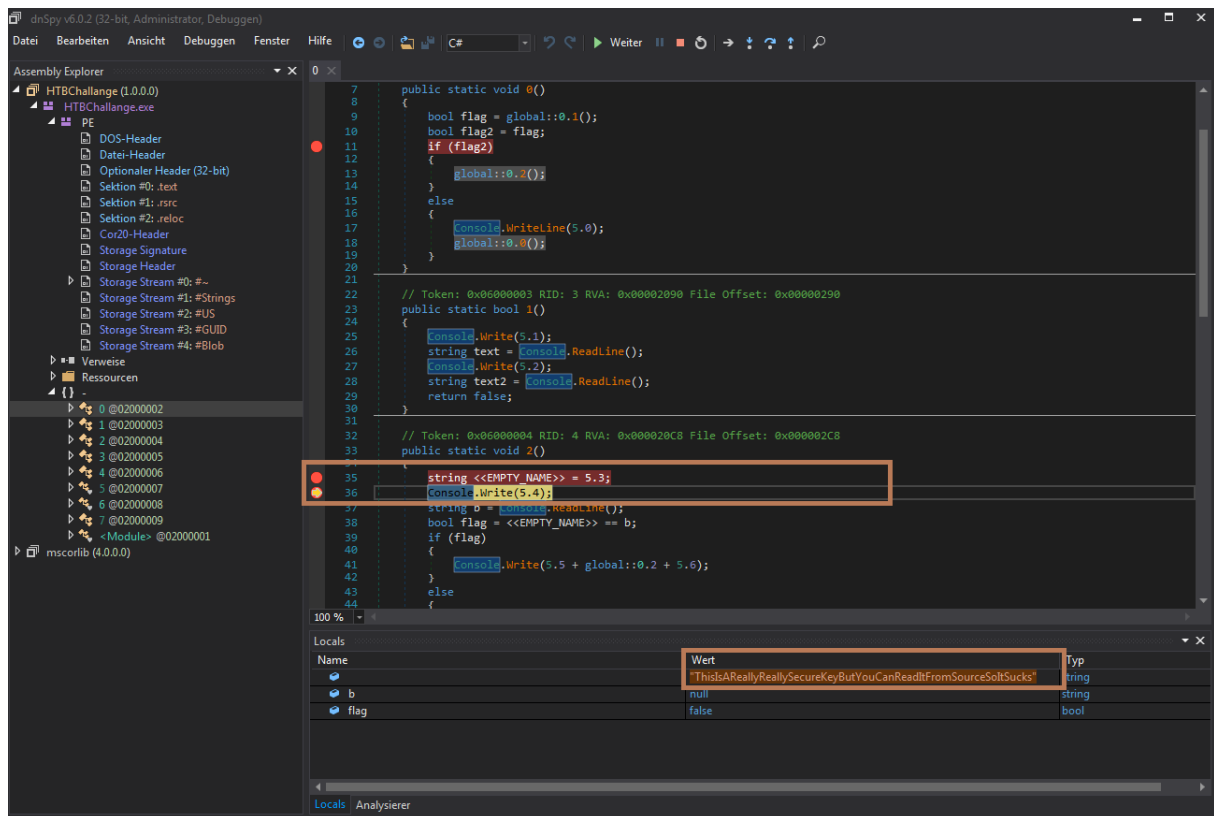 dnSpy v6.0.2 (32-bit, Administrator, Debuggen)
Datei Bearbeiten Ansicht Debuggen Fenster Hilfe C# Weiter
Assembly Explorer
HTBChallange (1.0.0.0)
HTBChallange.exe
PE
DOS-Header
Datei-Header
Optionaler Header (32-bit)
Sektion #0: .text
Sektion #1: .rsrc
Sektion #2: .reloc
Cor20-Header
Storage Signature
Storage Header
Storage Stream #0: #~
Storage Stream #1: #Strings
Storage Stream #2: #US
Storage Stream #3: #GUID
Storage Stream #4: #Blob
Verweise
Ressourcen
{} -
0 @02000002
1 @02000003
2 @02000004
3 @02000005
4 @02000006
5 @02000007
6 @02000008
7 @02000009
<Module> @02000001
mscorlib (4.0.0.0)
0
7 public static void 0()
8 {
9 bool flag = global::0.1();
10 bool flag2 = flag;
11 if (flag2)
12 {
13 global::0.2();
14 }
15 else
16 {
17 Console.WriteLine(5.0);
18 global::0.0();
19 }
20 }
21
22 // Token: 0x06000003 RID: 3 RVA: 0x00002090 File Offset: 0x00000290
23 public static bool 1()
24 {
25 Console.Write(5.1);
26 string text = Console.ReadLine();
27 Console.Write(5.2);
28 string text2 = Console.ReadLine();
29 return false;
30 }
31
32 // Token: 0x06000004 RID: 4 RVA: 0x000020C8 File Offset: 0x000002C8
33 public static void 2()
34 {
35 string <<EMPTY_NAME>> = 5.3;
36 Console.Write(5.4);
37 string b = Console.ReadLine();
38 bool flag = <<EMPTY_NAME>> == b;
39 if (flag)
40 {
41 Console.Write(5.5 + global::0.2 + 5.6);
42 }
43 else
44 {
100 %
Locals
Name Wert Typ
"ThisIsAReallyReallySecureKeyButYouCanReadItFromSourceSoItSucks" string
b null string
flag false bool
Locals Analysierer